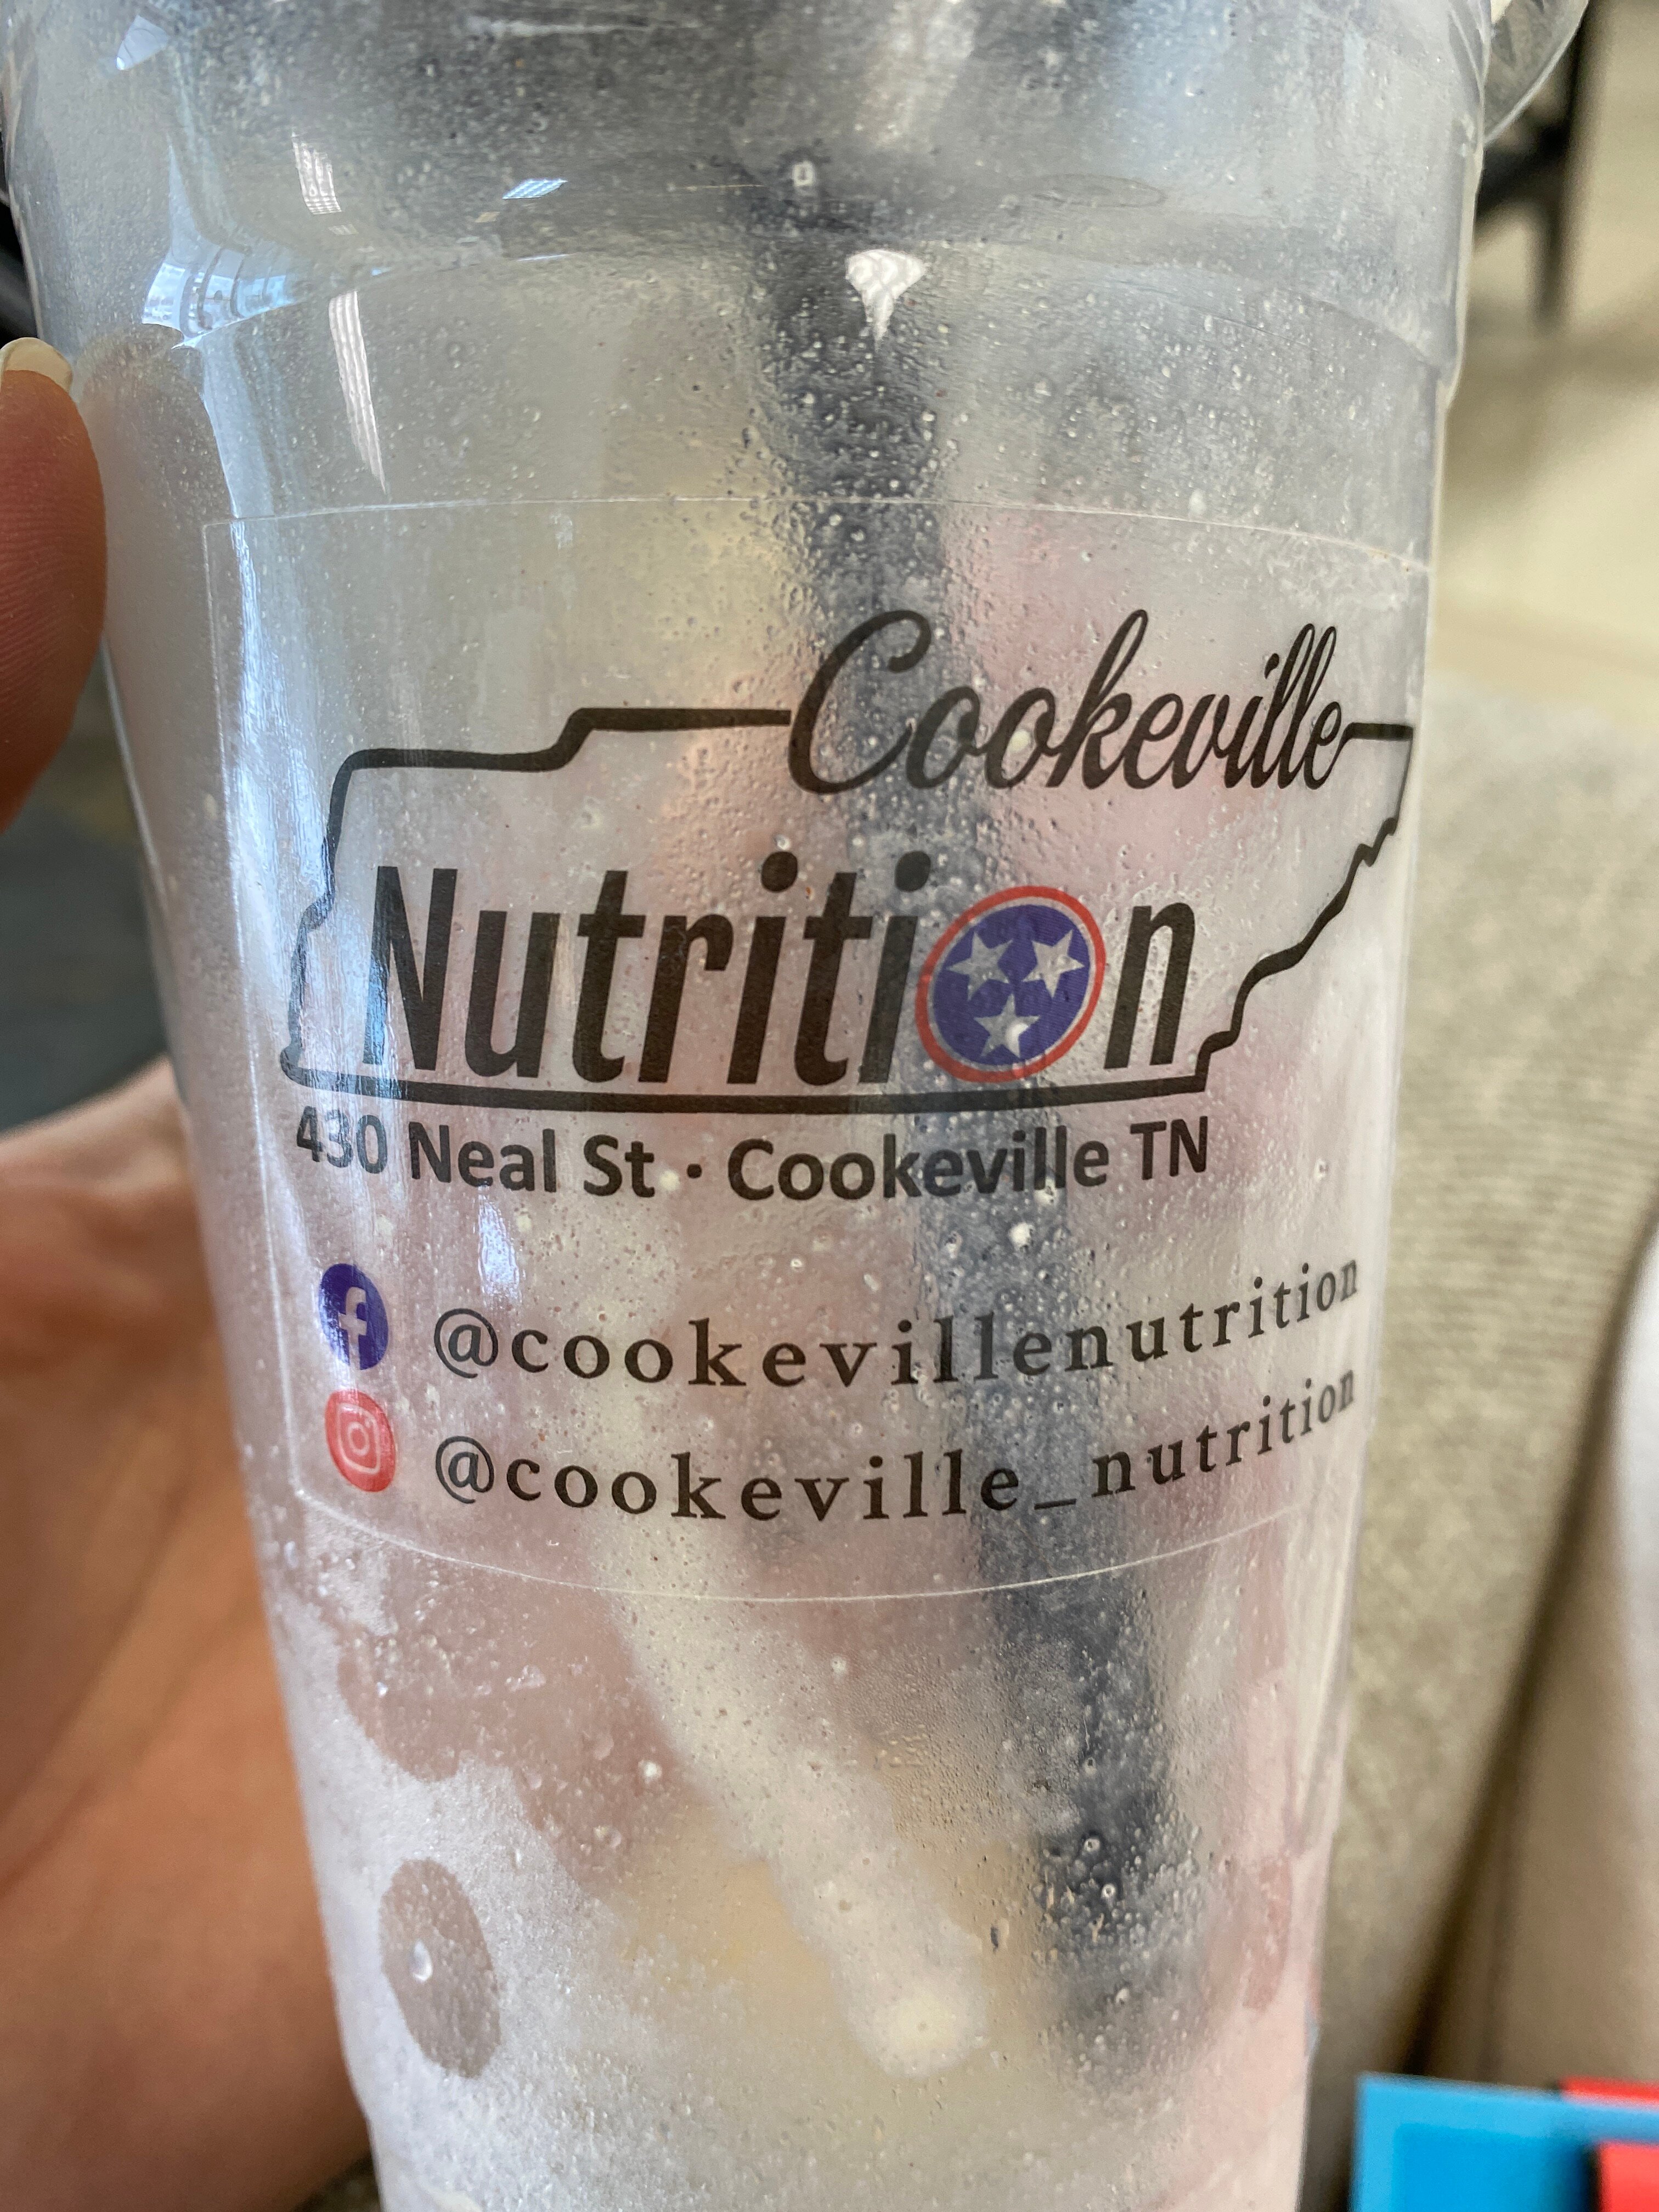 Cookeville
Nutrition
430 Neal St · Cookeville TN
@cookevillenutrition
@cookeville_nutrition